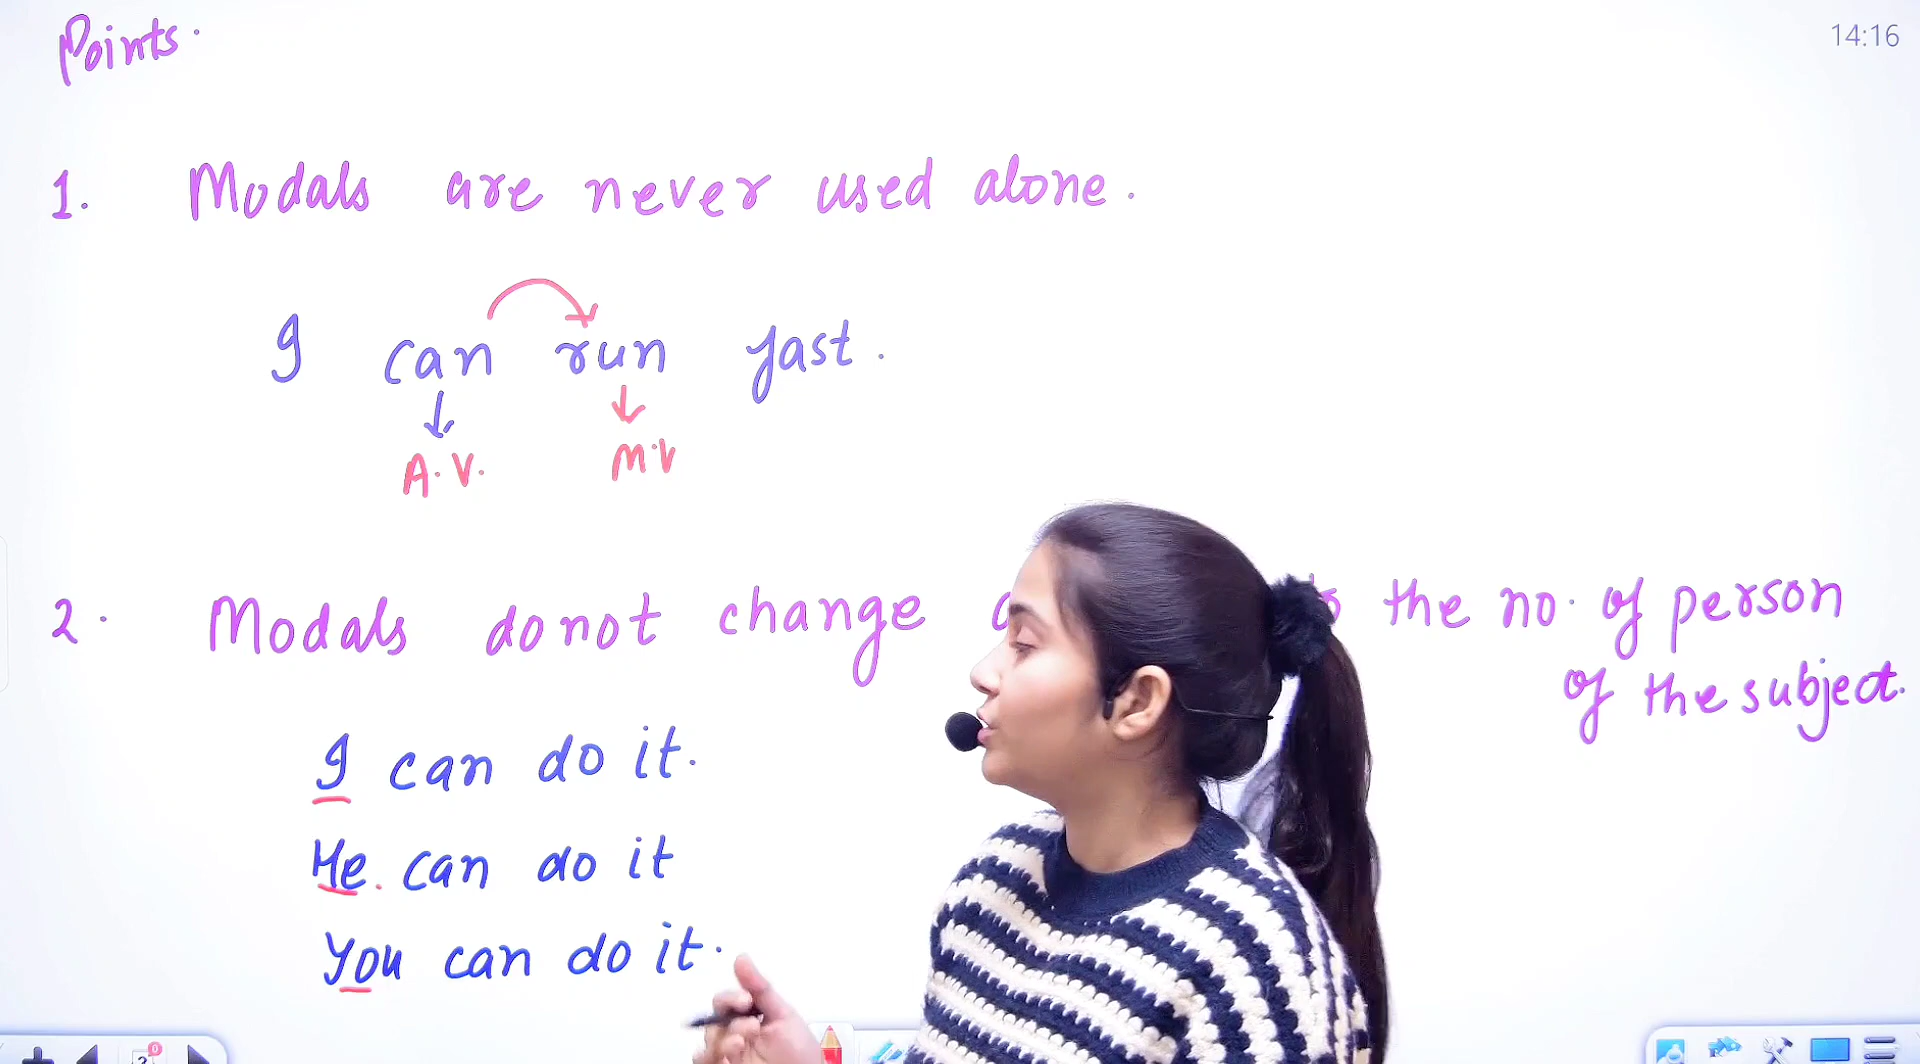 Points.
14:16
1. Modals are never used alone.
I can run fast.
A.V. M.V
2. Modals do not change the no. of person
of the subject.
I can do it.
He can do it
You can do it.